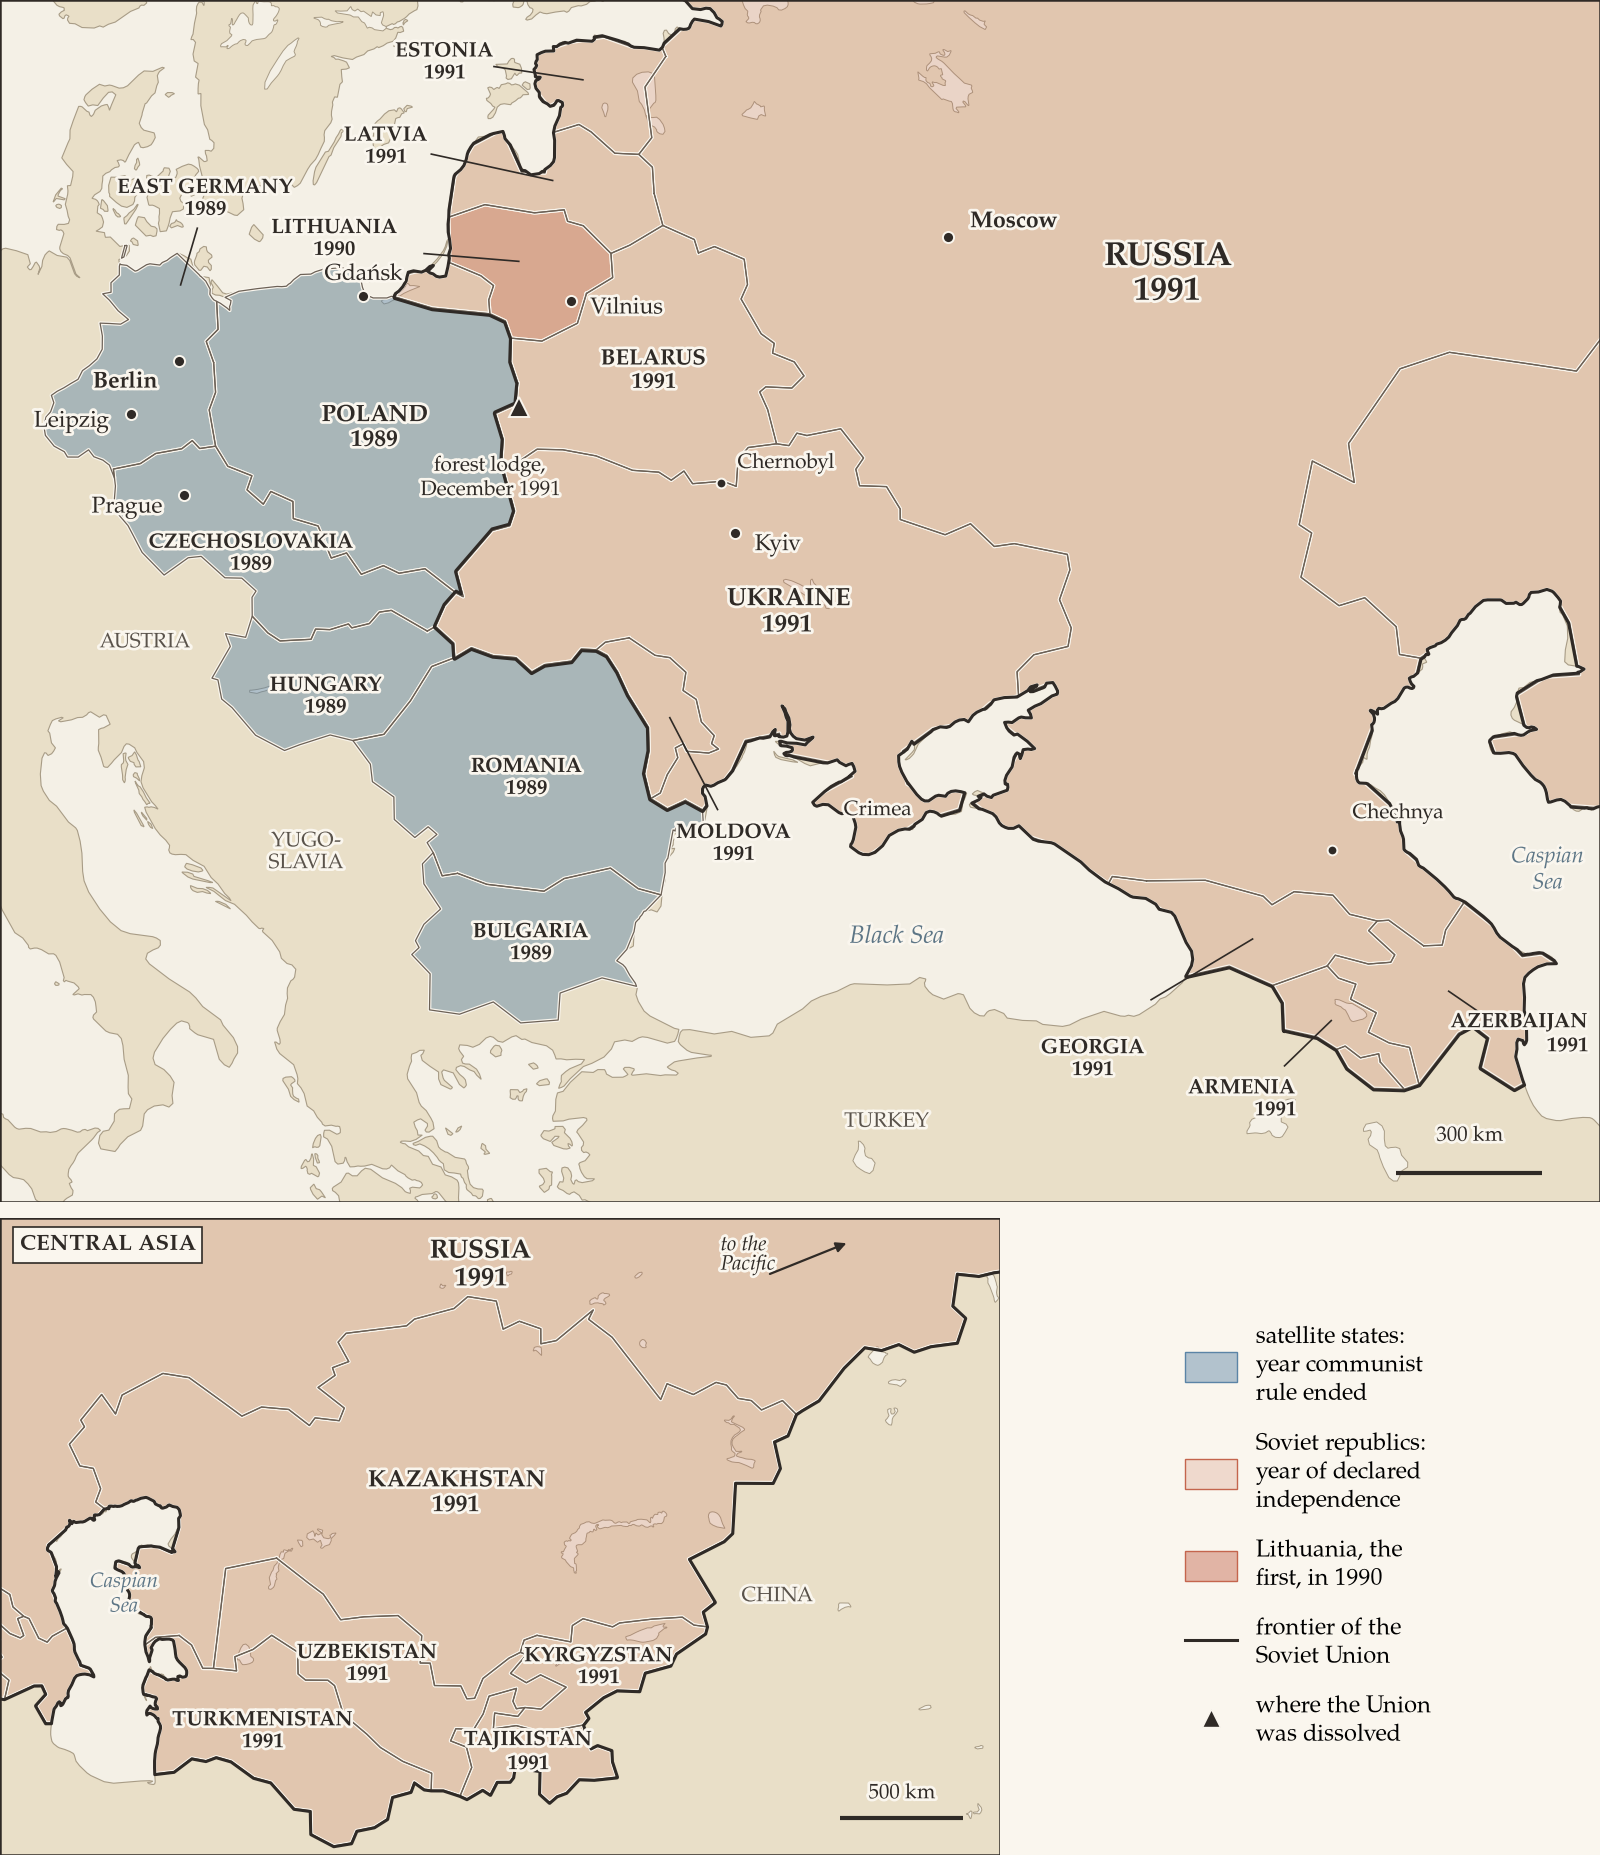 ESTONIA
1991
LATVIA
1991
EAST GERMANY
1989
LITHUANIA
1990
Gdańsk
Moscow
RUSSIA
1991
Vilnius
BELARUS
1991
Berlin
Leipzig
POLAND
1989
forest lodge,
December 1991
Chernobyl
Prague
Kyiv
CZECHOSLOVAKIA
1989
UKRAINE
1991
AUSTRIA
HUNGARY
1989
ROMANIA
1989
Crimea
Chechnya
MOLDOVA
1991
YUGO-
SLAVIA
Caspian
Sea
BULGARIA
1989
Black Sea
AZERBAIJAN
1991
GEORGIA
1991
ARMENIA
1991
TURKEY
300 km
CENTRAL ASIA
RUSSIA
1991
to the
Pacific
KAZAKHSTAN
1991
Caspian
Sea
CHINA
UZBEKISTAN
1991
KYRGYZSTAN
1991
TURKMENISTAN
1991
TAJIKISTAN
1991
500 km
satellite states:
year communist
rule ended
Soviet republics:
year of declared
independence
Lithuania, the
first, in 1990
frontier of the
Soviet Union
where the Union
was dissolved